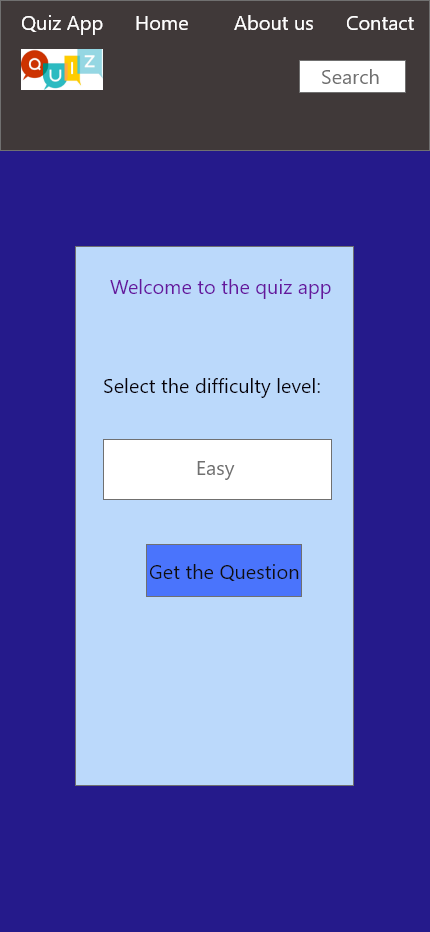 Quiz App Home About us Contact
QUIZ
Search
Welcome to the quiz app
Select the difficulty level:
Easy
Get the Question